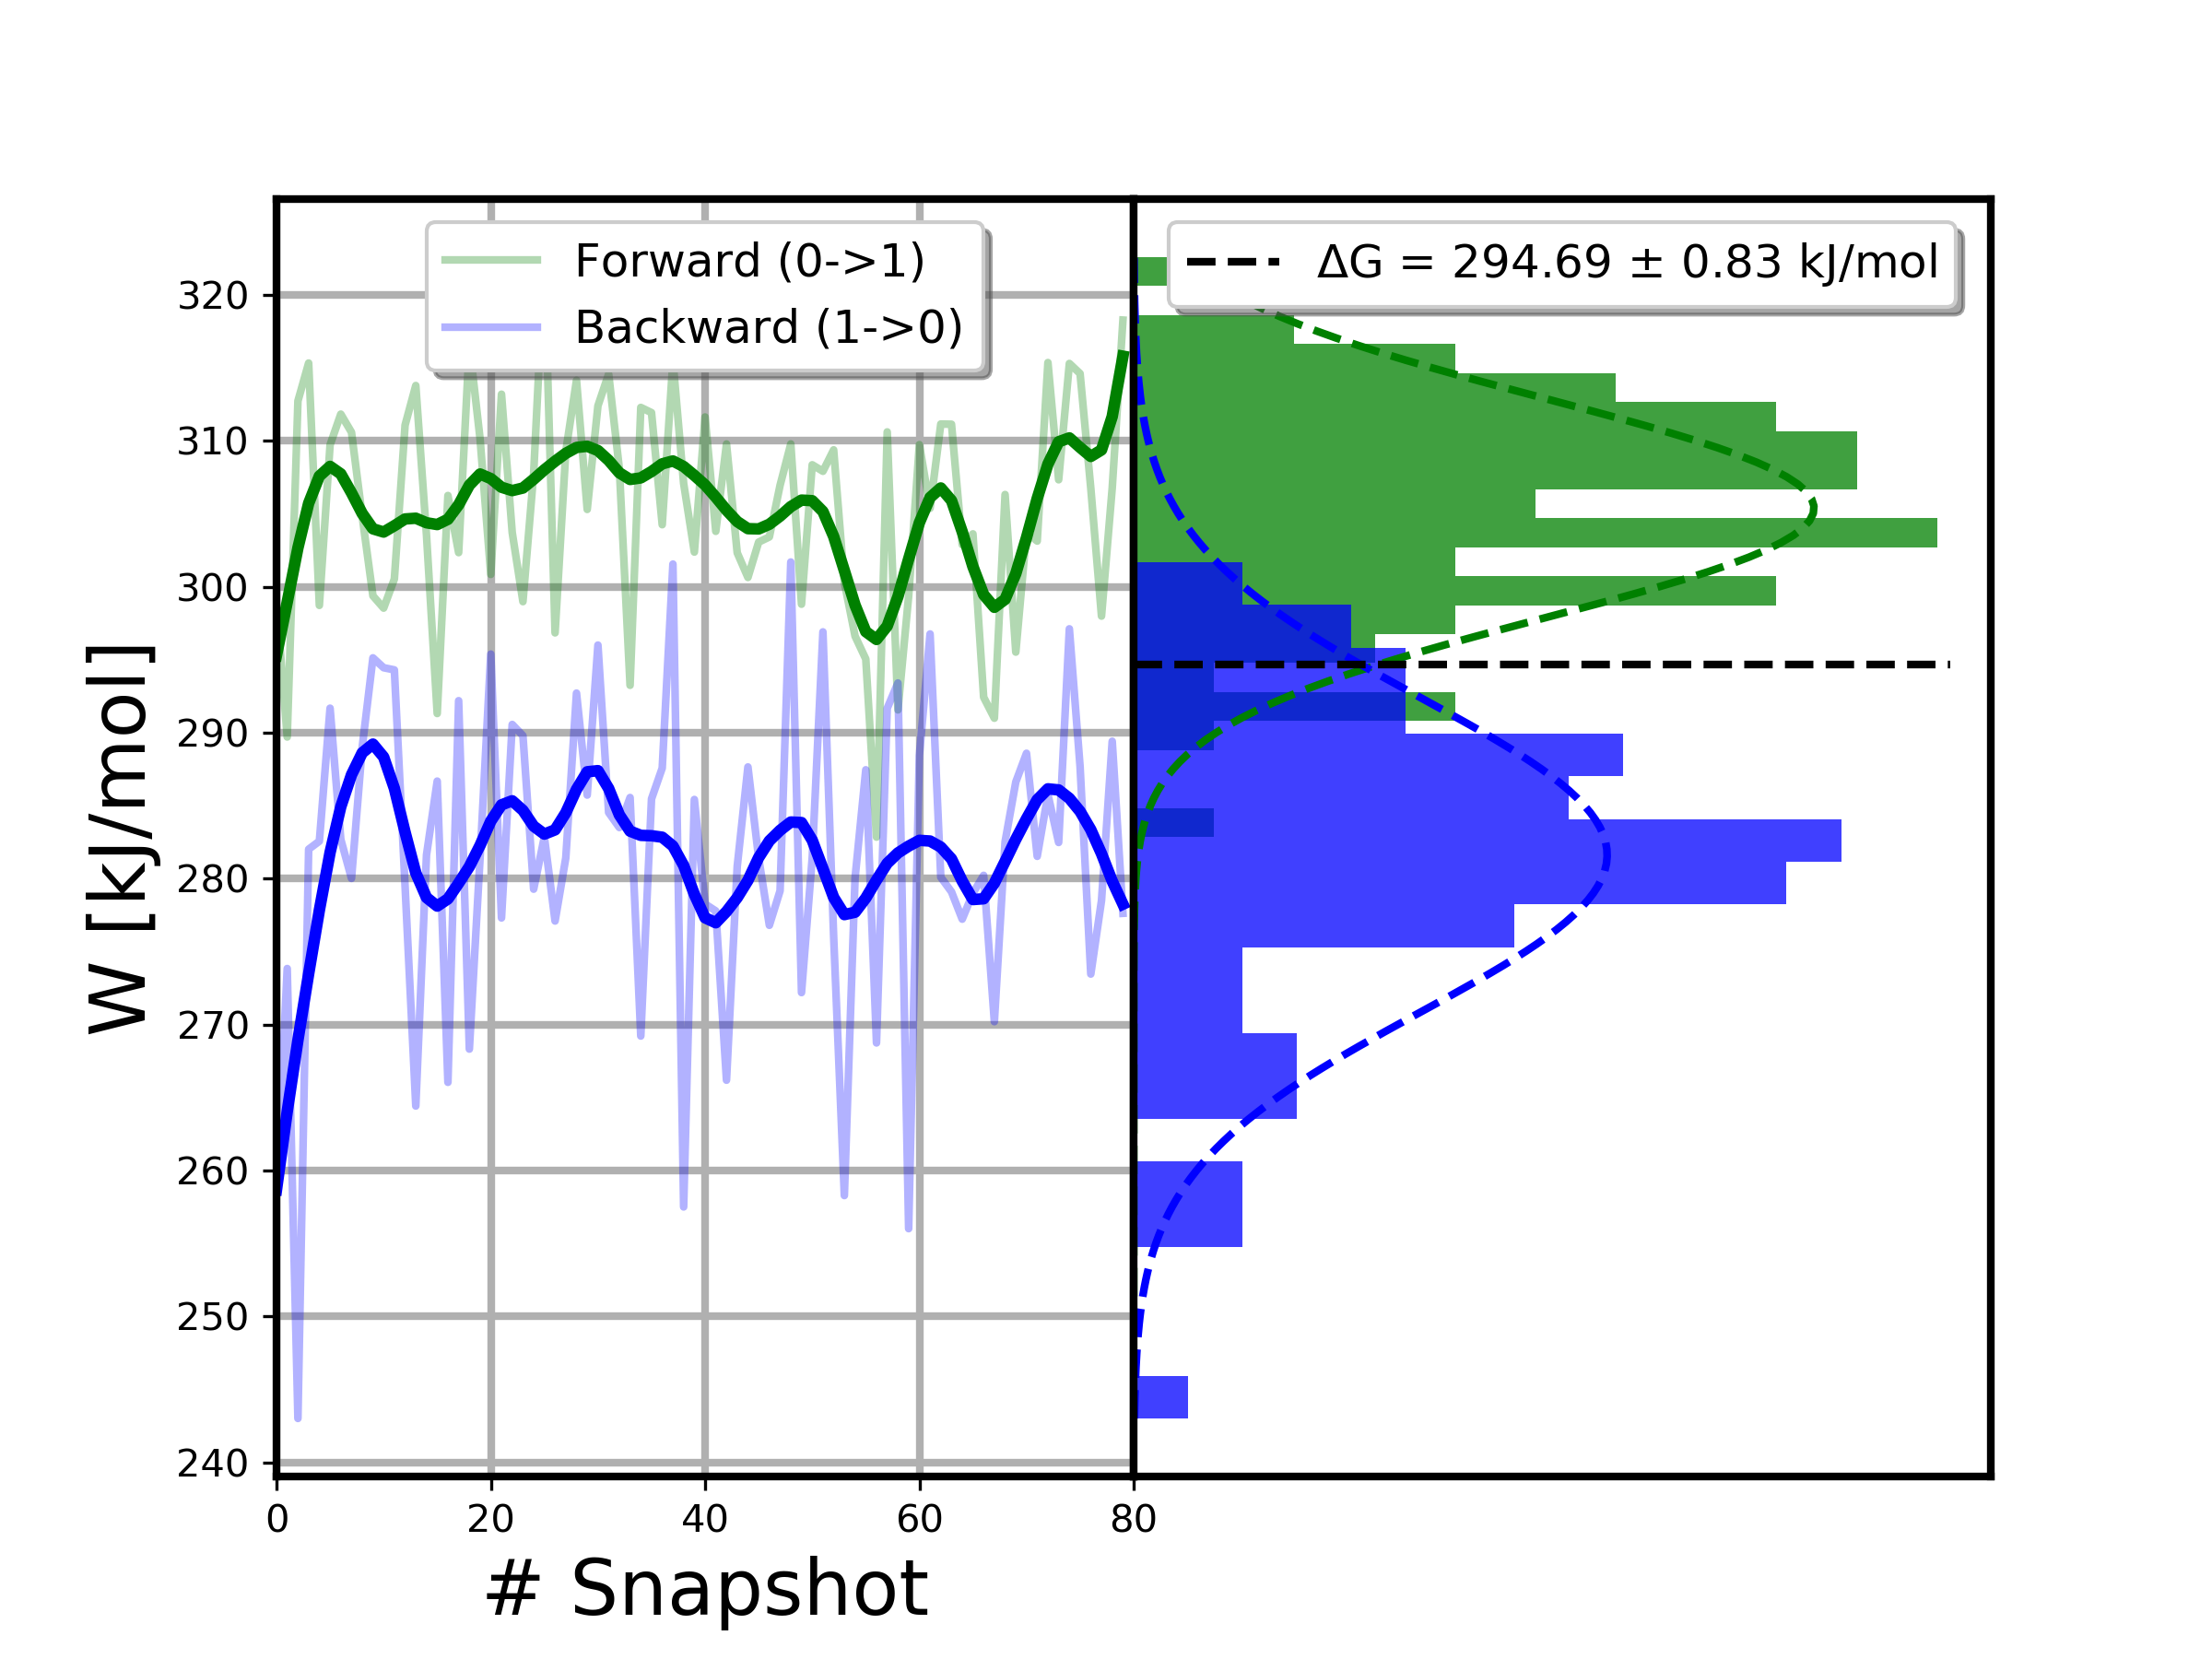 Forward (0->1)
Backward (1->0)
ΔG = 294.69 ± 0.83 kJ/mol
320
310
300
290
280
270
260
250
240
W [kJ/mol]
0 20 40 60 80
# Snapshot